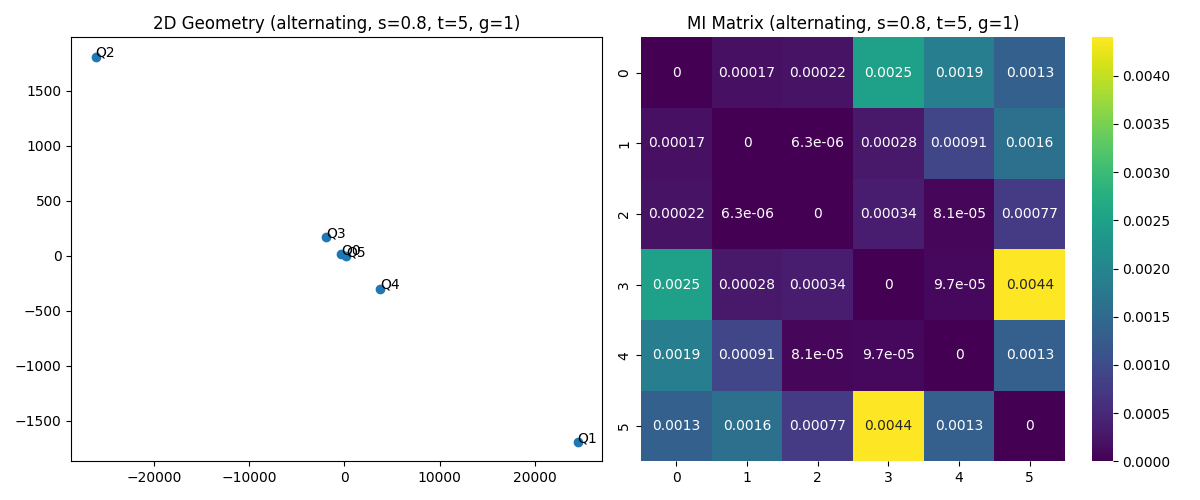 2D Geometry (alternating, s=0.8, t=5, g=1)
Q2
Q3
Q0
Q5
Q4
Q1
1500
1000
500
0
−500
−1000
−1500
−20000 −10000 0 10000 20000
MI Matrix (alternating, s=0.8, t=5, g=1)
0 0 0.00017 0.00022 0.0025 0.0019 0.0013
1 0.00017 0 6.3e-06 0.00028 0.00091 0.0016
2 0.00022 6.3e-06 0 0.00034 8.1e-05 0.00077
3 0.0025 0.00028 0.00034 0 9.7e-05 0.0044
4 0.0019 0.00091 8.1e-05 9.7e-05 0 0.0013
5 0.0013 0.0016 0.00077 0.0044 0.0013 0
0 1 2 3 4 5
0.0040
0.0035
0.0030
0.0025
0.0020
0.0015
0.0010
0.0005
0.0000